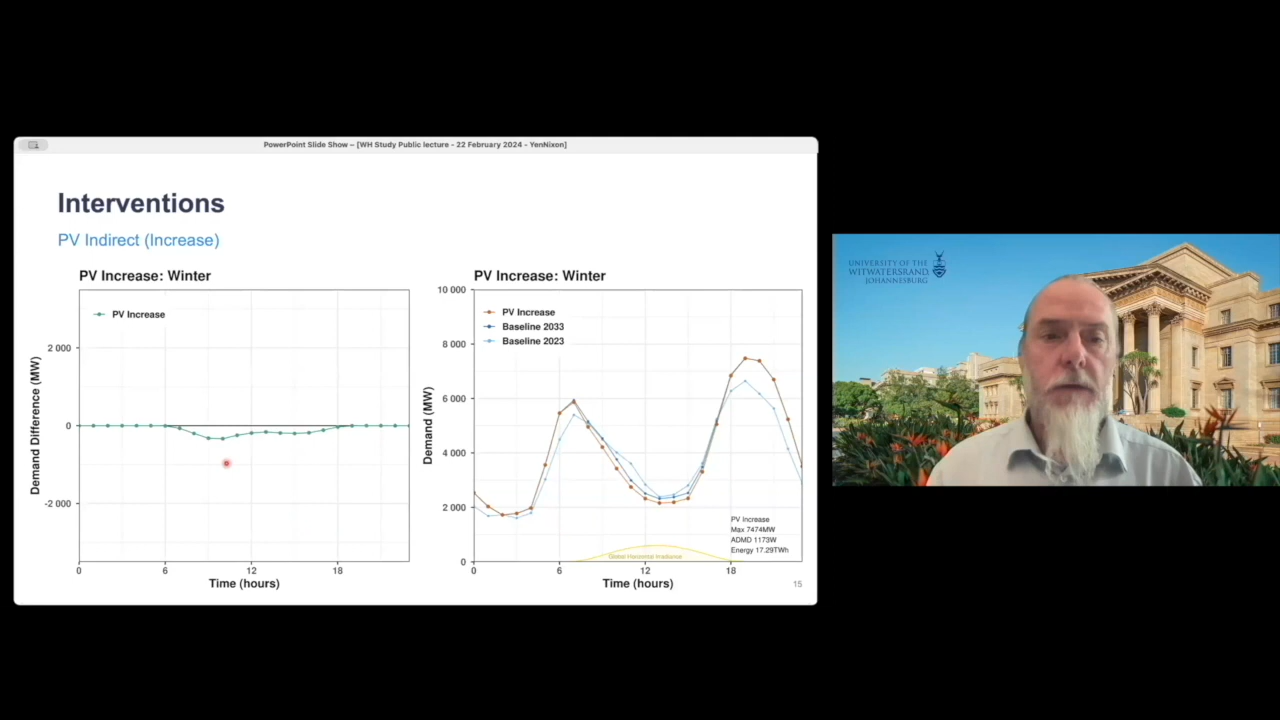 PowerPoint Slide Show – [WH Study Public lecture - 22 February 2024 - YenNixon]
Interventions
PV Indirect (Increase)
PV Increase: Winter
PV Increase
2 000
0
-2 000
Demand Difference (MW)
0
6
12
18
Time (hours)
PV Increase: Winter
10 000
PV Increase
Baseline 2033
Baseline 2023
8 000
6 000
4 000
2 000
0
Demand (MW)
PV Increase
Max 7474MW
ADMD 1173W
Energy 17.29TWh
Global Horizontal Irradiance
0
6
12
18
Time (hours)
15
UNIVERSITY OF THE
WITWATERSRAND,
JOHANNESBURG